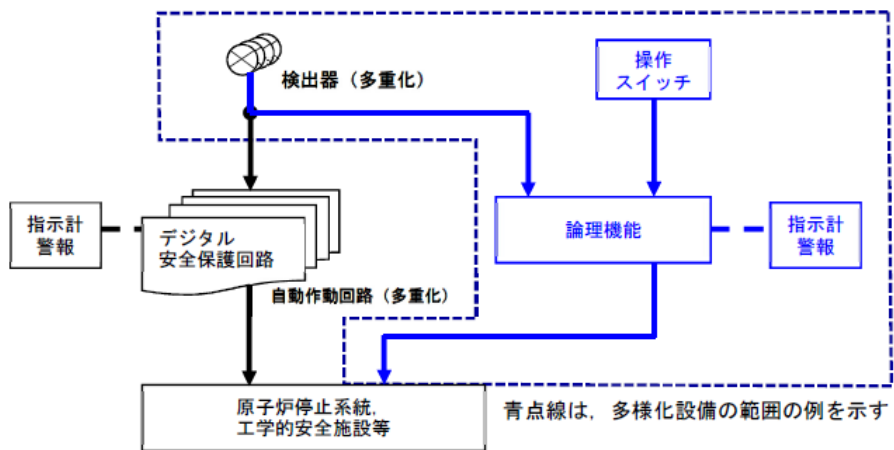 検出器（多重化）
操作
スイッチ
指示計
警報
デジタル
安全保護回路
論理機能
指示計
警報
自動作動回路（多重化）
原子炉停止系統，
工学的安全施設等
青点線は，多様化設備の範囲の例を示す